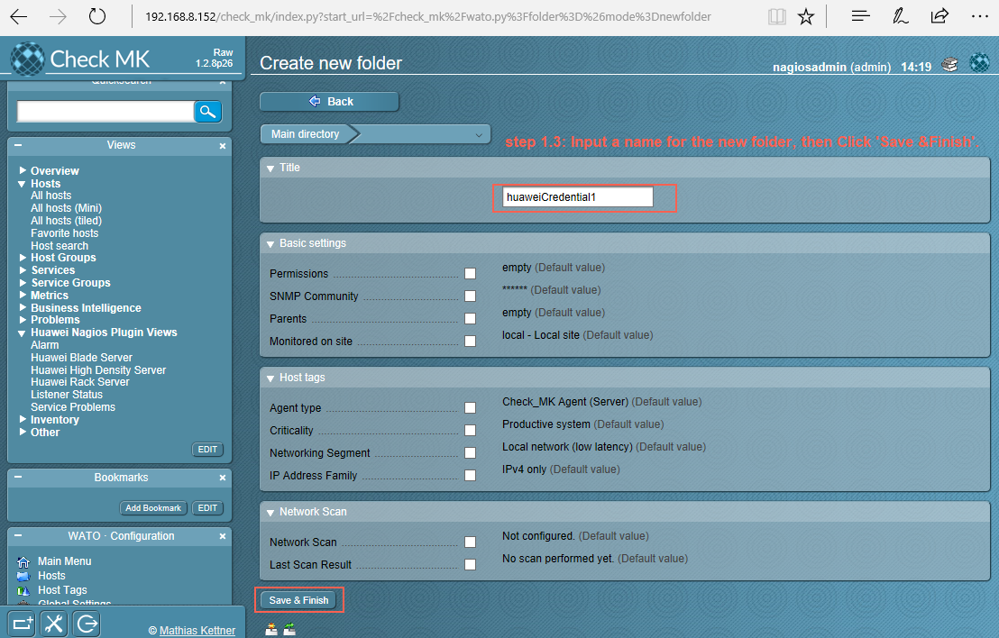 192.168.8.152/check_mk/index.py?start_url=%2Fcheck_mk%2Fwato.py%3Ffolder%3D%26mode%3Dnewfolder
Check MK
Raw
1.2.8p26
Create new folder
nagiosadmin (admin) 14:19
Quicksearch
Views
Overview
Hosts
All hosts
All hosts (Mini)
All hosts (tiled)
Favorite hosts
Host search
Host Groups
Services
Service Groups
Metrics
Business Intelligence
Problems
Huawei Nagios Plugin Views
Alarm
Huawei Blade Server
Huawei High Density Server
Huawei Rack Server
Listener Status
Service Problems
Inventory
Other
EDIT
Bookmarks
Add Bookmark EDIT
WATO · Configuration
Main Menu
Hosts
Host Tags
Global Settings
© Mathias Kettner
Back
Main directory
step 1.3: Input a name for the new folder, then Click 'Save &Finish'.
Title
huaweiCredential1
Basic settings
Permissions empty (Default value)
SNMP Community ****** (Default value)
Parents empty (Default value)
Monitored on site local - Local site (Default value)
Host tags
Agent type Check_MK Agent (Server) (Default value)
Criticality Productive system (Default value)
Networking Segment Local network (low latency) (Default value)
IP Address Family IPv4 only (Default value)
Network Scan
Network Scan Not configured. (Default value)
Last Scan Result No scan performed yet. (Default value)
Save & Finish